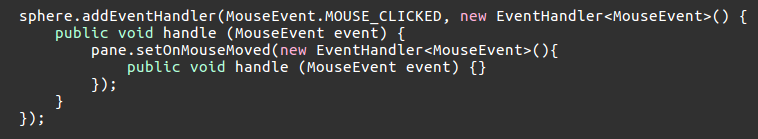 sphere.addEventHandler(MouseEvent.MOUSE_CLICKED, new EventHandler<MouseEvent>() {
    public void handle (MouseEvent event) {
        pane.setOnMouseMoved(new EventHandler<MouseEvent>(){
            public void handle (MouseEvent event) {}
        });
    }
});